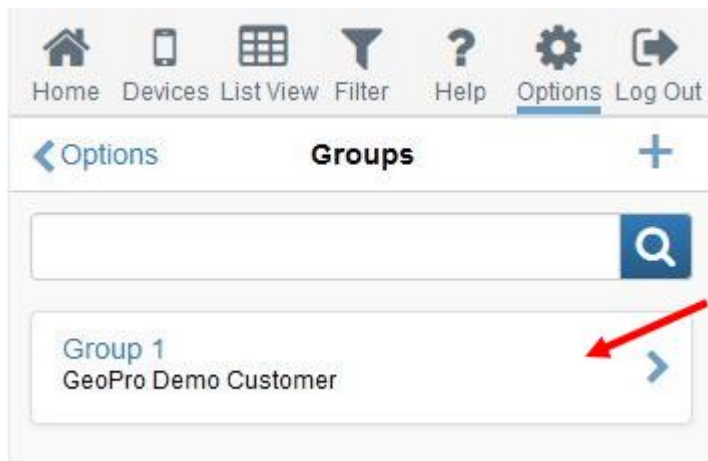 Home Devices List View Filter Help Options Log Out
Options Groups
Group 1
GeoPro Demo Customer